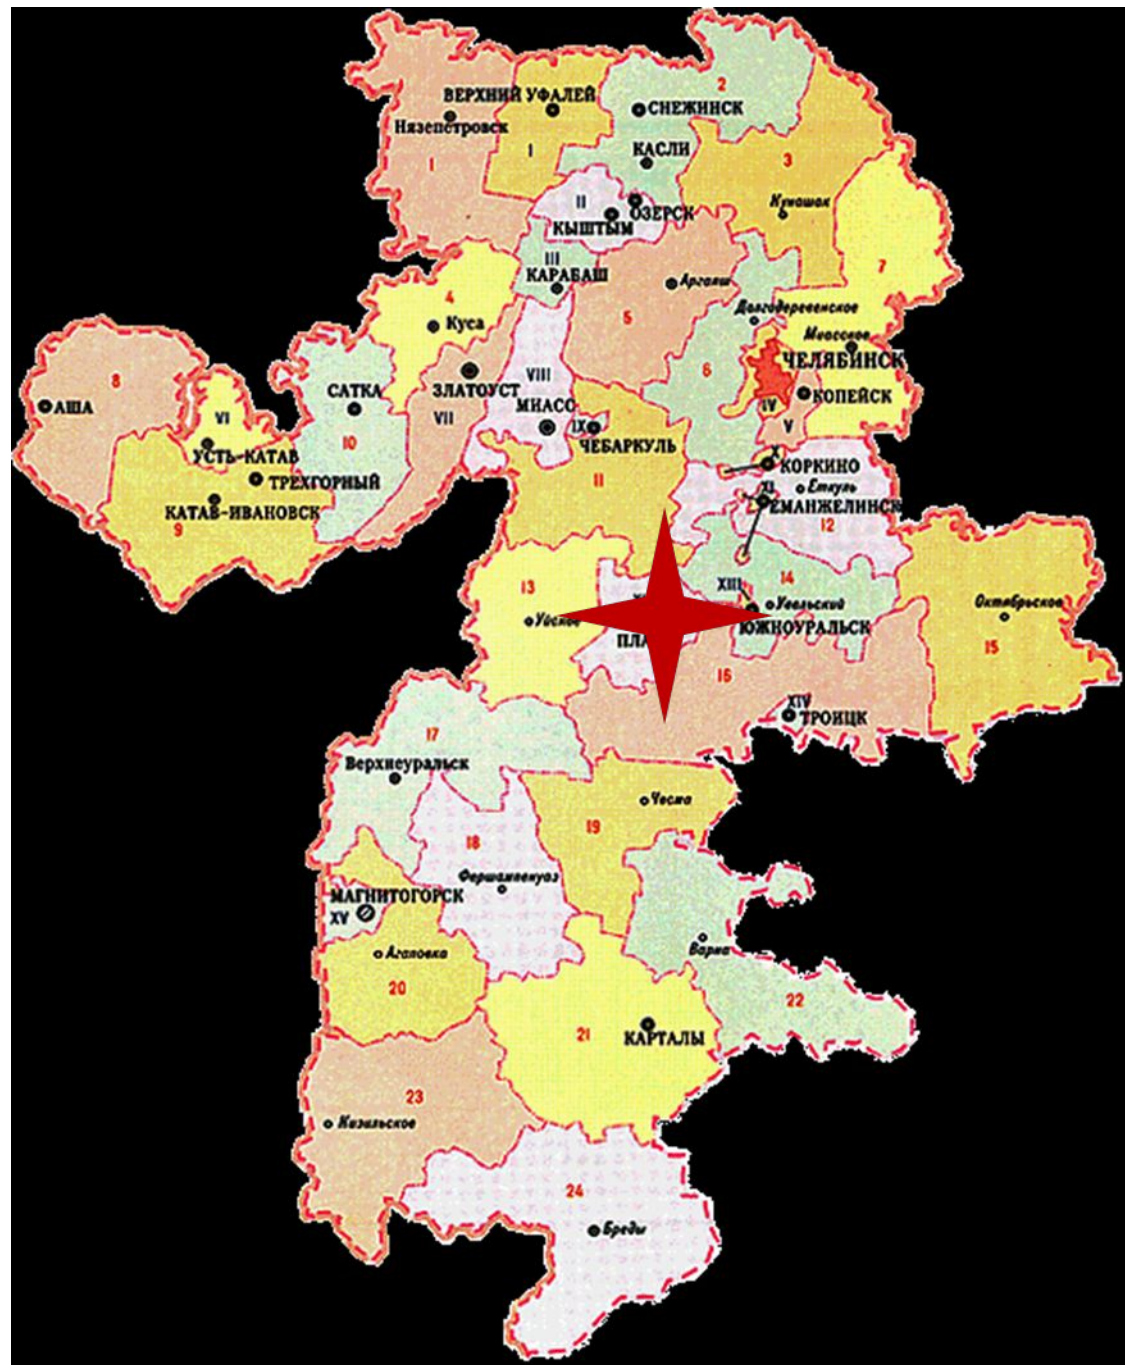 2
ВЕРХНИЙ УФАЛЕЙ
СНЕЖИНСК
Нязепетровск
I
I
КАСЛИ
3
II
Кунашак
ОЗЕРСК
КЫШТЫМ
III
КАРАБАШ
Аргаяш
7
4
Куса
5
Долгодеревенское
Миасское
ЧЕЛЯБИНСК
8
VIII
6
ЗЛАТОУСТ
САТКА
КОПЕЙСК
АША
МИАСС
IV
VI
VII
IX
V
10
ЧЕБАРКУЛЬ
УСТЬ-КАТАВ
X
КОРКИНО
ТРЕХГОРНЫЙ
11
XI
Еткуль
КАТАВ-ИВАНОВСК
ЕМАНЖЕЛИНСК
9
12
13
XIII
14
Увельский
Октябрьское
Уйское
ЮЖНОУРАЛЬСК
ПЛА
15
16
XIV
ТРОИЦК
17
Верхнеуральск
Чесма
18
19
Фершампенуаз
МАГНИТОГОРСК
XV
Варна
Агаповка
20
22
21
КАРТАЛЫ
23
Кизильское
24
Бреды